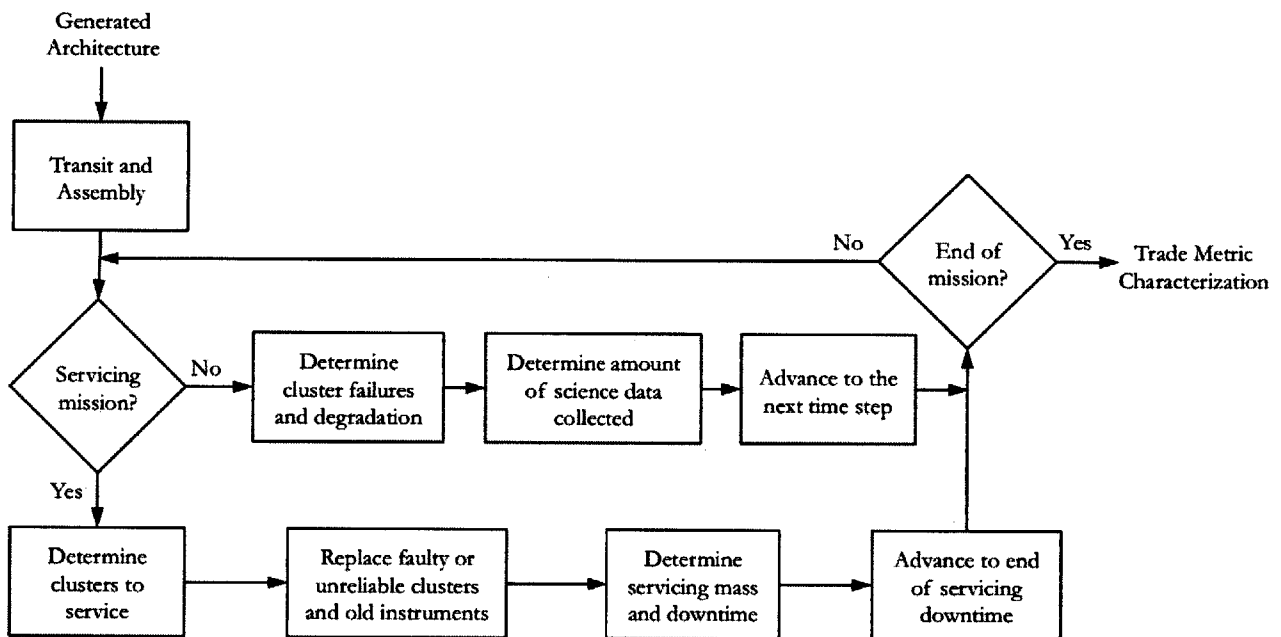 Generated
Architecture
Transit and
Assembly
No
End of
mission?
Yes
Trade Metric
Characterization
Servicing
mission?
No
Determine
cluster failures
and degradation
Determine amount
of science data
collected
Advance to the
next time step
Yes
Determine
clusters to
service
Replace faulty or
unreliable clusters
and old instruments
Determine
servicing mass
and downtime
Advance to end
of servicing
downtime